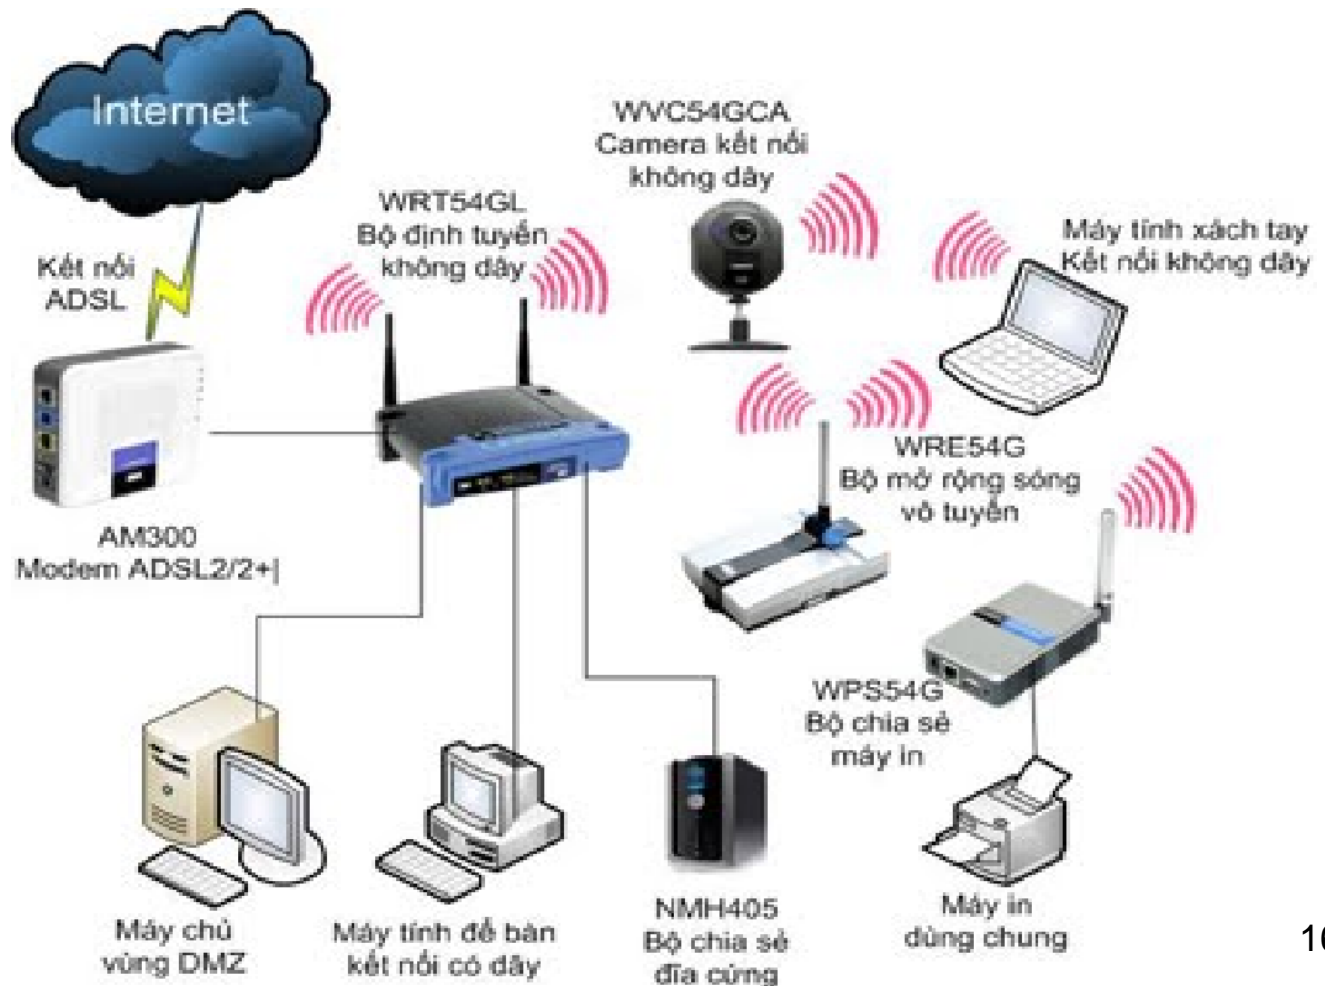 Internet
WVC54GCA
Camera kết nối
không dây
WRT54GL
Bộ định tuyến
không dây
Máy tính xách tay
Kết nối không dây
Kết nối
ADSL
WRE54G
Bộ mở rộng sóng
vô tuyến
AM300
Modem ADSL2/2+|
WPS54G
Bộ chia sẻ
máy in
Máy chủ
vùng DMZ
Máy tính để bàn
kết nối có dây
NMH405
Bộ chia sẻ
đĩa cứng
Máy in
dùng chung